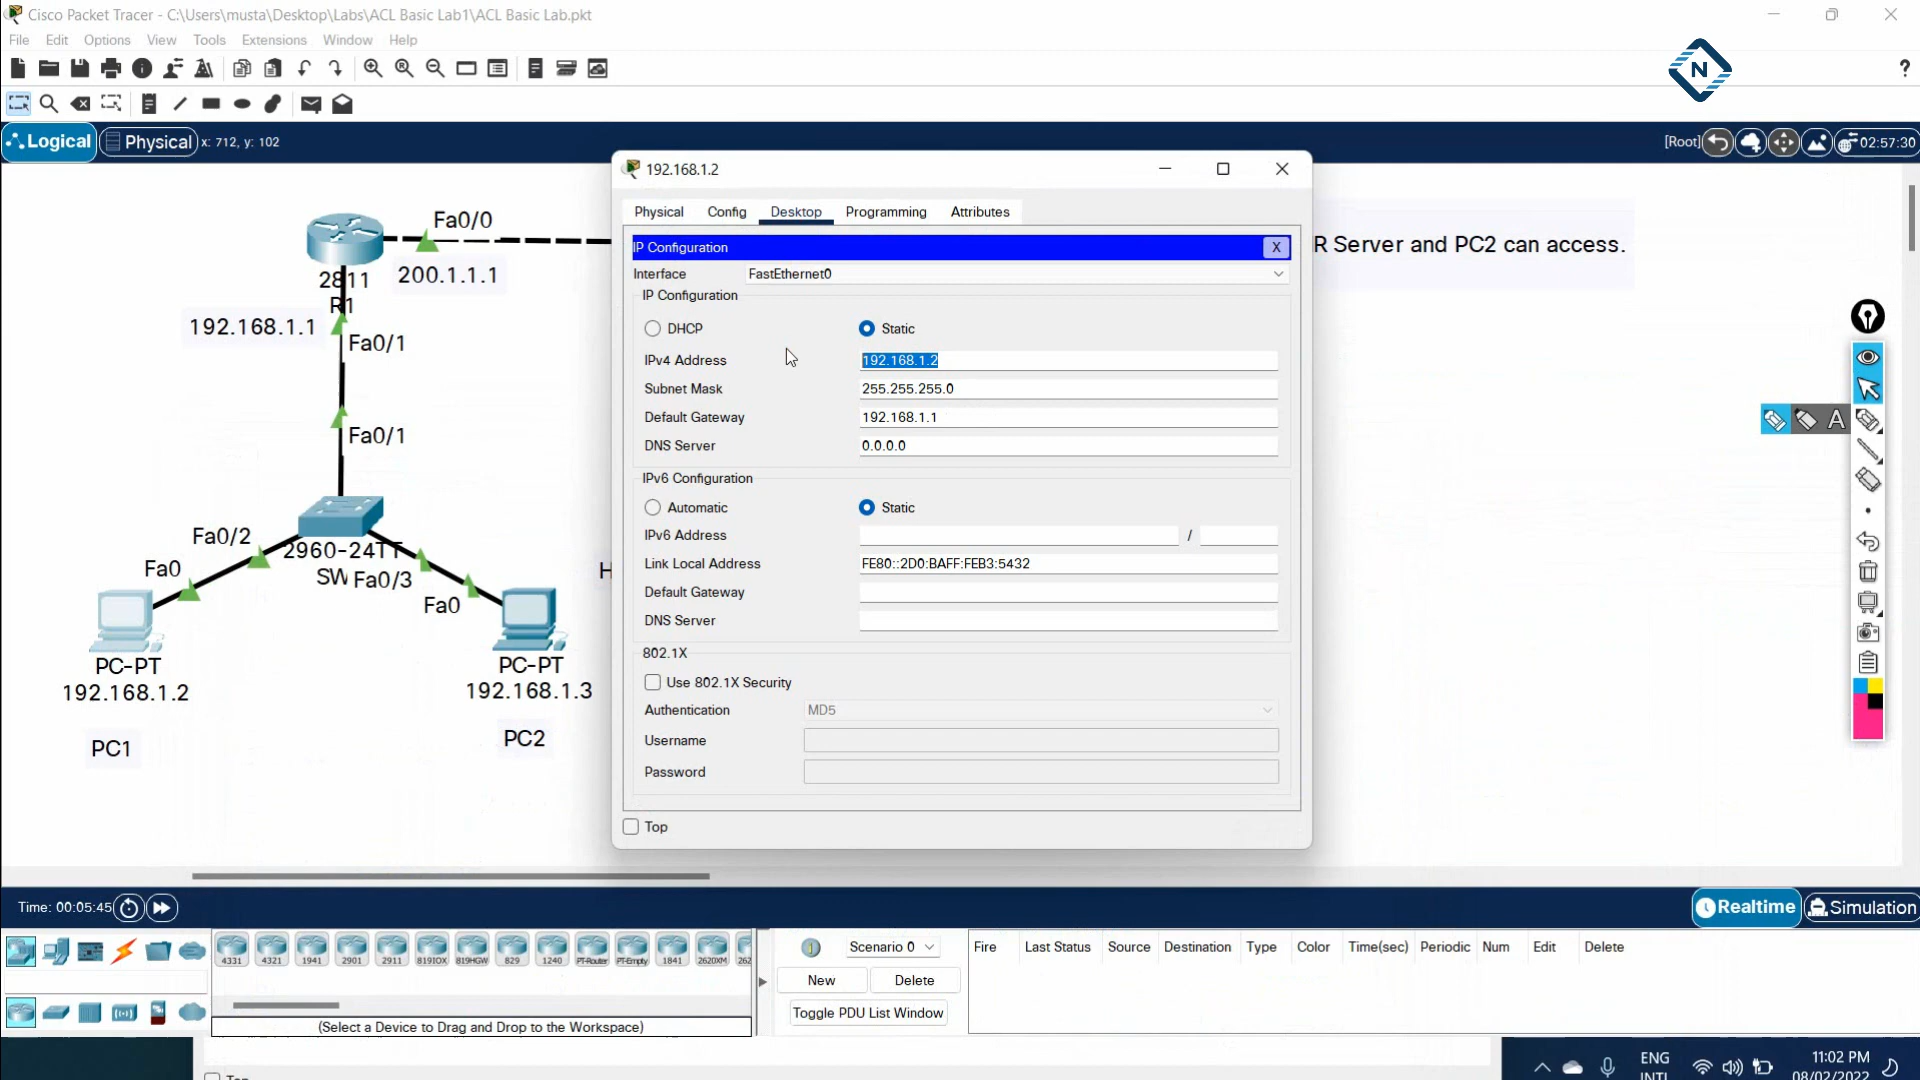 Cisco Packet Tracer - C:\Users\musta\Desktop\Labs\ACL Basic Lab1\ACL Basic Lab.pkt
File Edit Options View Tools Extensions Window Help
N
?
Logical Physical x: 712, y: 102
[Root] 02:57:30
192.168.1.2
Physical Config Desktop Programming Attributes
IP Configuration X
Interface FastEthernet0
IP Configuration
DHCP Static
IPv4 Address 192.168.1.2
Subnet Mask 255.255.255.0
Default Gateway 192.168.1.1
DNS Server 0.0.0.0
IPv6 Configuration
Automatic Static
IPv6 Address /
Link Local Address FE80::2D0:BAFF:FEB3:5432
Default Gateway
DNS Server
802.1X
Use 802.1X Security
Authentication MD5
Username
Password
Top
Fa0/0
200.1.1.1
2811
R1
192.168.1.1
Fa0/1
Fa0/1
Fa0/2
2960-24TT
SW
Fa0/3
Fa0
Fa0
PC-PT
192.168.1.2
PC1
PC-PT
192.168.1.3
PC2
H
R Server and PC2 can access.
A
Time: 00:05:45
Realtime Simulation
4331 4321 1941 2901 2911 819IOX 819HGW 829 1240 PT-Router PT-Empty 1841 2620XM 262
(Select a Device to Drag and Drop to the Workspace)
Scenario 0
New Delete
Toggle PDU List Window
Fire Last Status Source Destination Type Color Time(sec) Periodic Num Edit Delete
ENG
INTL
11:02 PM
08/02/2022